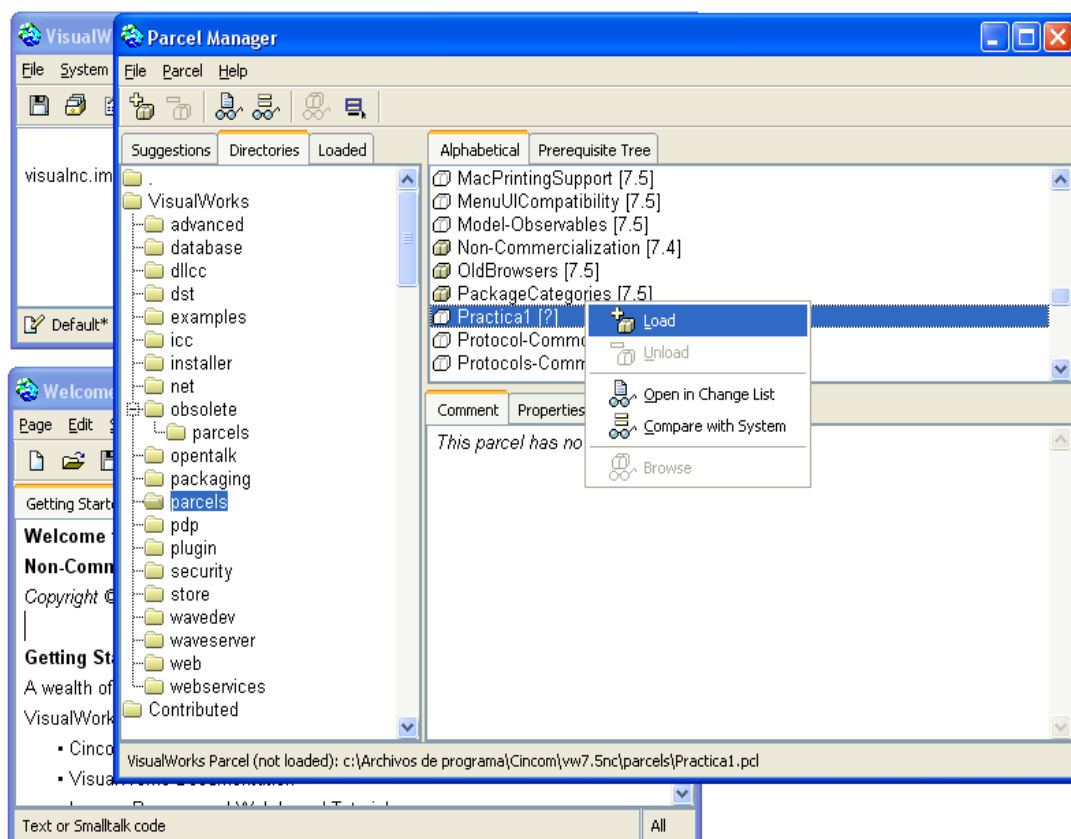 VisualW
Parcel Manager
File System
File Parcel Help
Suggestions Directories Loaded
Alphabetical Prerequisite Tree
visualnc.im
.
VisualWorks
advanced
database
dllcc
dst
examples
icc
installer
net
obsolete
parcels
opentalk
packaging
parcels
pdp
plugin
security
store
wavedev
waveserver
web
webservices
Contributed
MacPrintingSupport [7.5]
MenuUICompatibility [7.5]
Model-Observables [7.5]
Non-Commercialization [7.4]
OldBrowsers [7.5]
PackageCategories [7.5]
Practica1 [?]
Protocol-Commo
Protocols-Comm
Load
Unload
Open in Change List
Compare with System
Browse
Comment Properties
This parcel has no
Default*
Welcome
Page Edit
Getting Starte
Welcome
Non-Comm
Copyright ©
Getting Sta
A wealth of
VisualWork
• Cinco
• Visua
VisualWorks Parcel (not loaded): c:\Archivos de programa\Cincom\vw7.5nc\parcels\Practica1.pcl
Text or Smalltalk code All